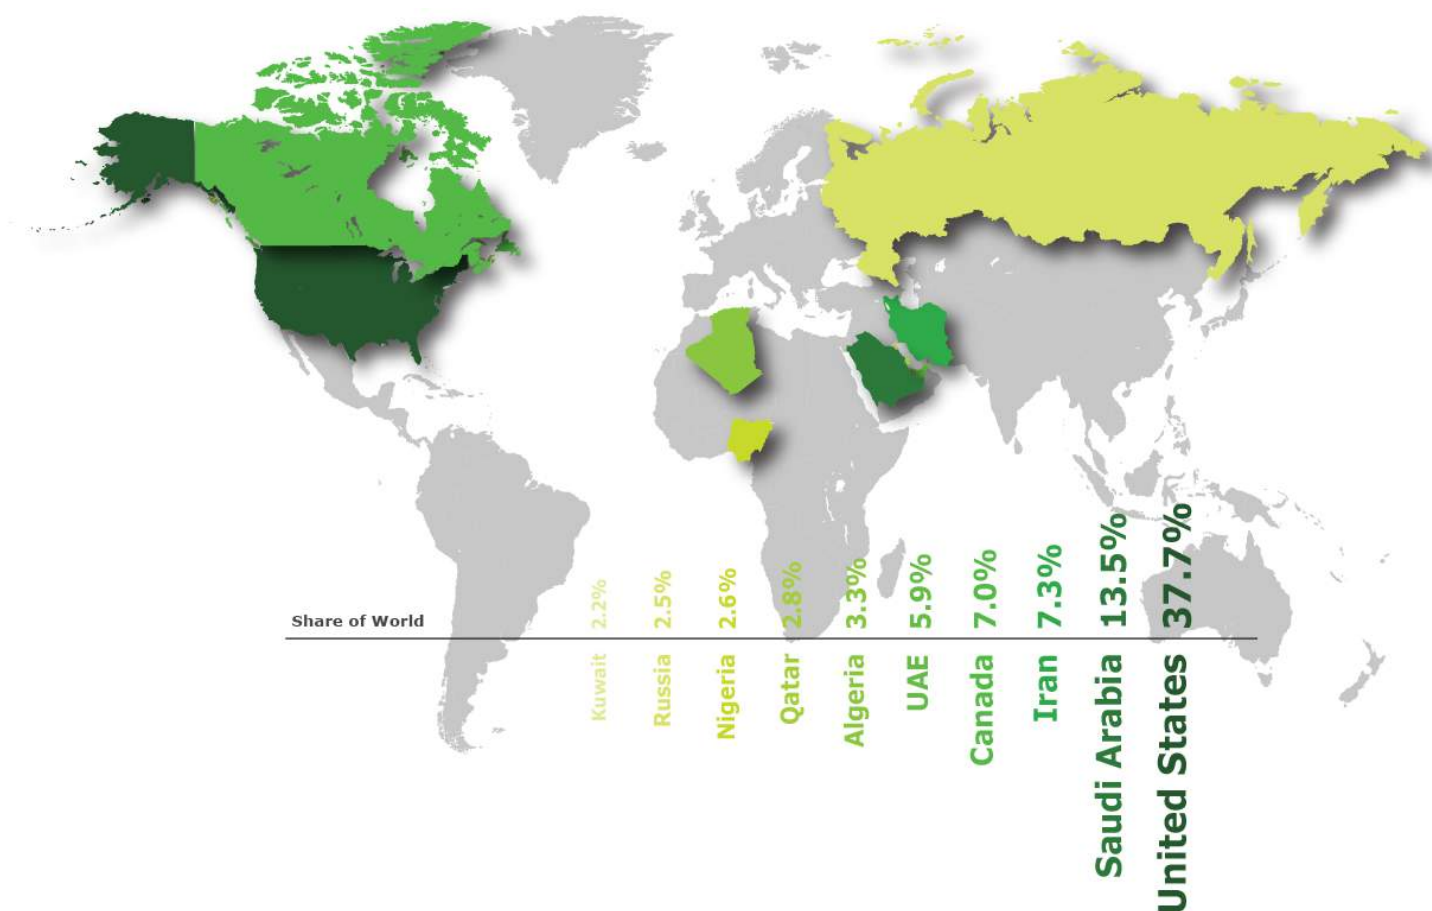 Share of World
2.2%
2.5%
2.6%
2.8%
3.3%
5.9%
7.0%
7.3%
13.5%
37.7%
Kuwait
Russia
Nigeria
Qatar
Algeria
UAE
Canada
Iran
Saudi Arabia
United States